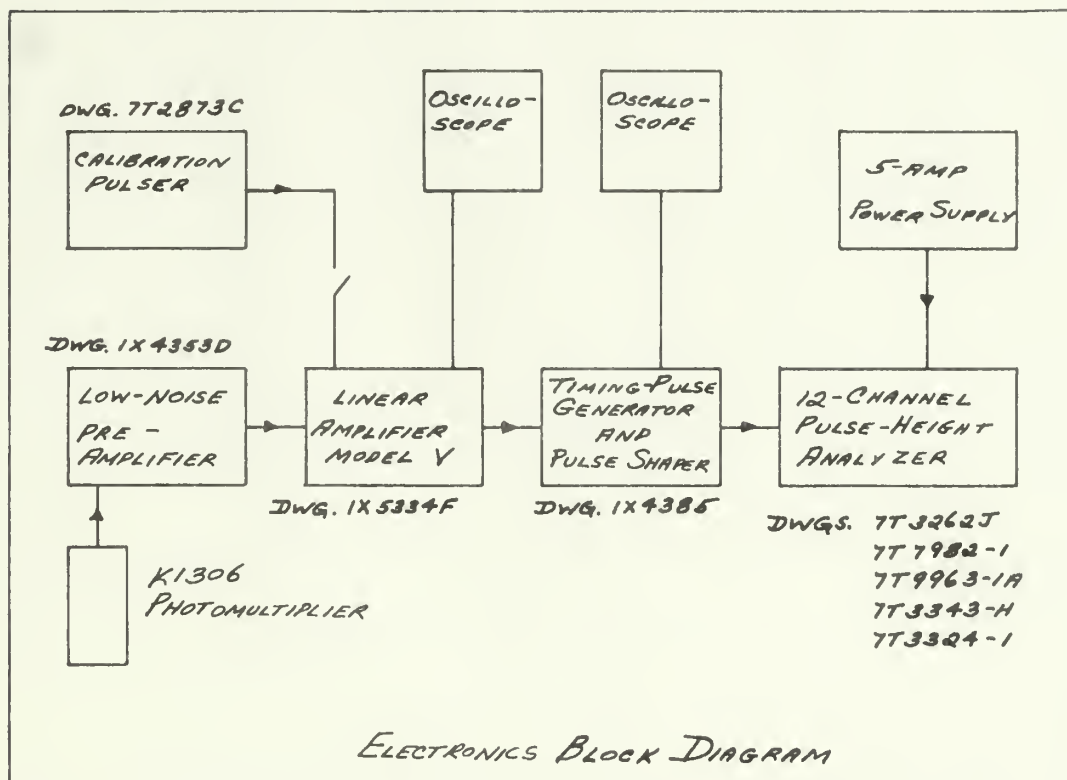 DWG. 7T2873C
CALIBRATION
PULSER
OSCILLO-
SCOPE
OSCILLO-
SCOPE
5-AMP
POWER SUPPLY
DWG. 1X4353D
LOW-NOISE
PRE-
AMPLIFIER
LINEAR
AMPLIFIER
MODEL V
DWG. 1X5334F
TIMING-PULSE
GENERATOR
AND
PULSE SHAPER
DWG. 1X4385
12-CHANNEL
PULSE-HEIGHT
ANALYZER
DWGS. 7T3262J
7T7982-1
7T9963-1A
7T3343-H
7T3324-1
K1306
PHOTOMULTIPLIER
ELECTRONICS BLOCK DIAGRAM